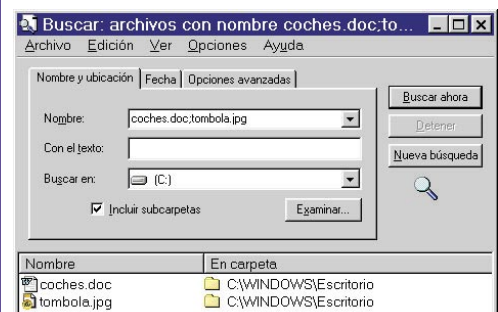 Buscar: archivos con nombre coches.doc;to...
Archivo Edición Ver Opciones Ayuda
Nombre y ubicación Fecha Opciones avanzadas
Buscar ahora
Nombre: coches.doc;tombola.jpg
Detener
Con el texto:
Nueva búsqueda
Buscar en: (C:)
Incluir subcarpetas Examinar...
Nombre En carpeta
coches.doc C:\WINDOWS\Escritorio
tombola.jpg C:\WINDOWS\Escritorio